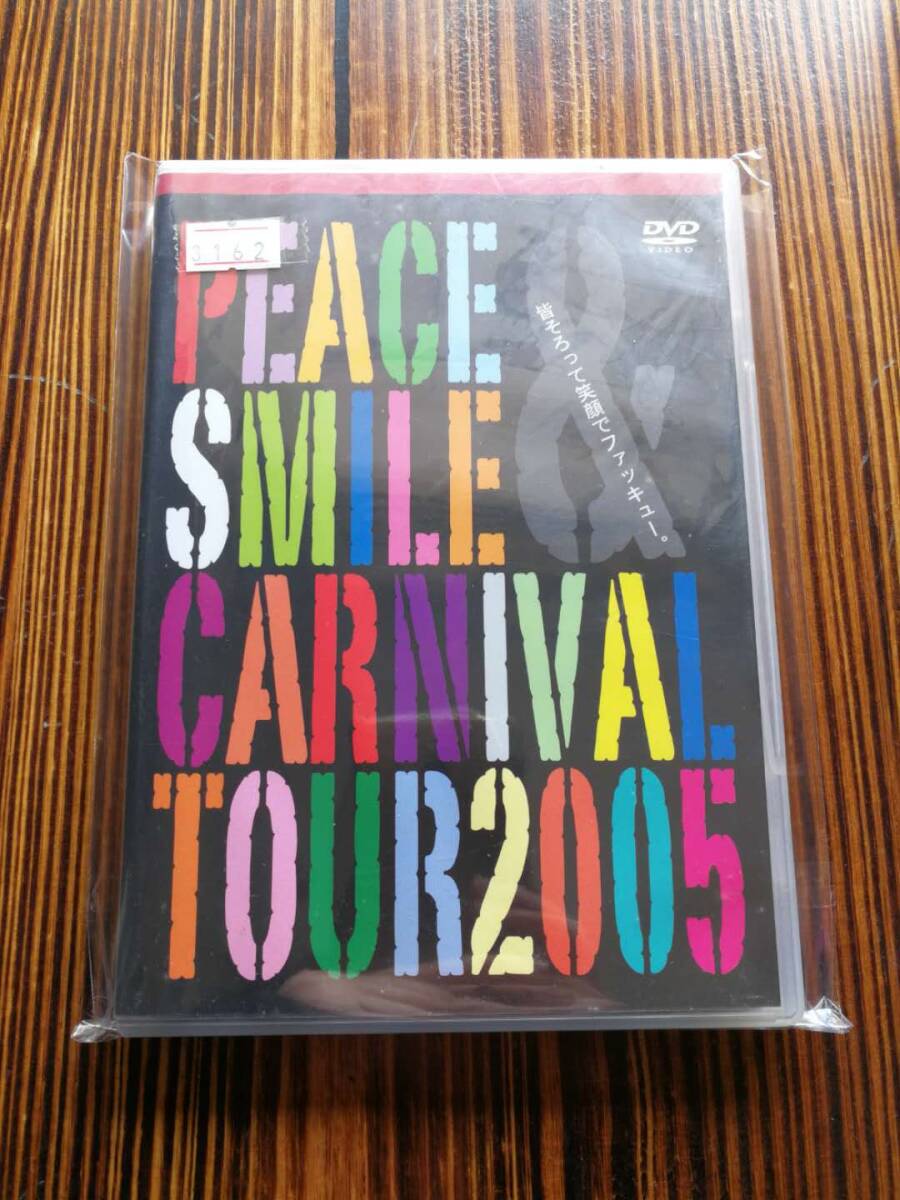 3162
DVD
VIDEO
PEACE &
SMILE
皆そろって笑顔でファッキュー。
CARNIVAL
TOUR2005